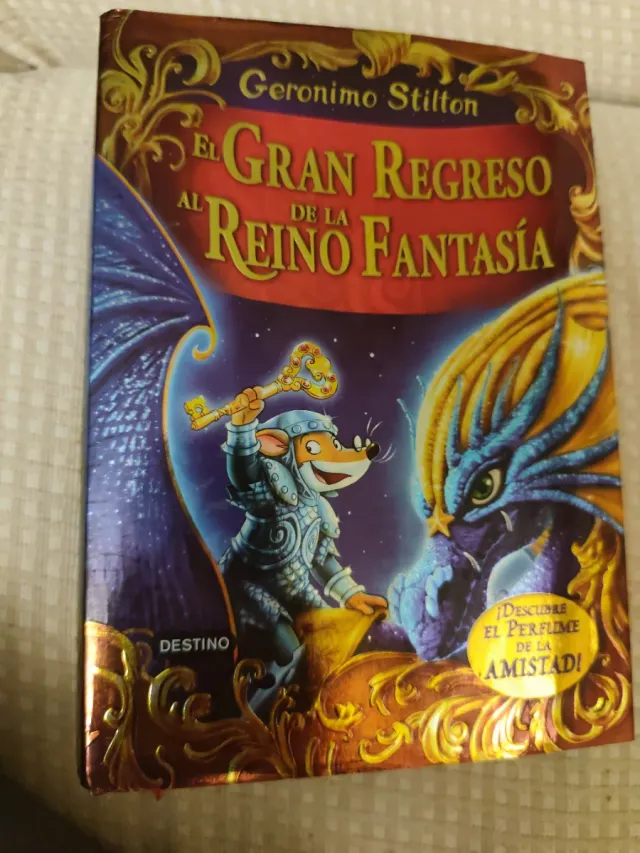 Geronimo Stilton
EL GRAN REGRESO
AL REINO DE LA FANTASÍA
DESTINO
¡DESCUBRE
EL PERFUME
DE LA
AMISTAD!